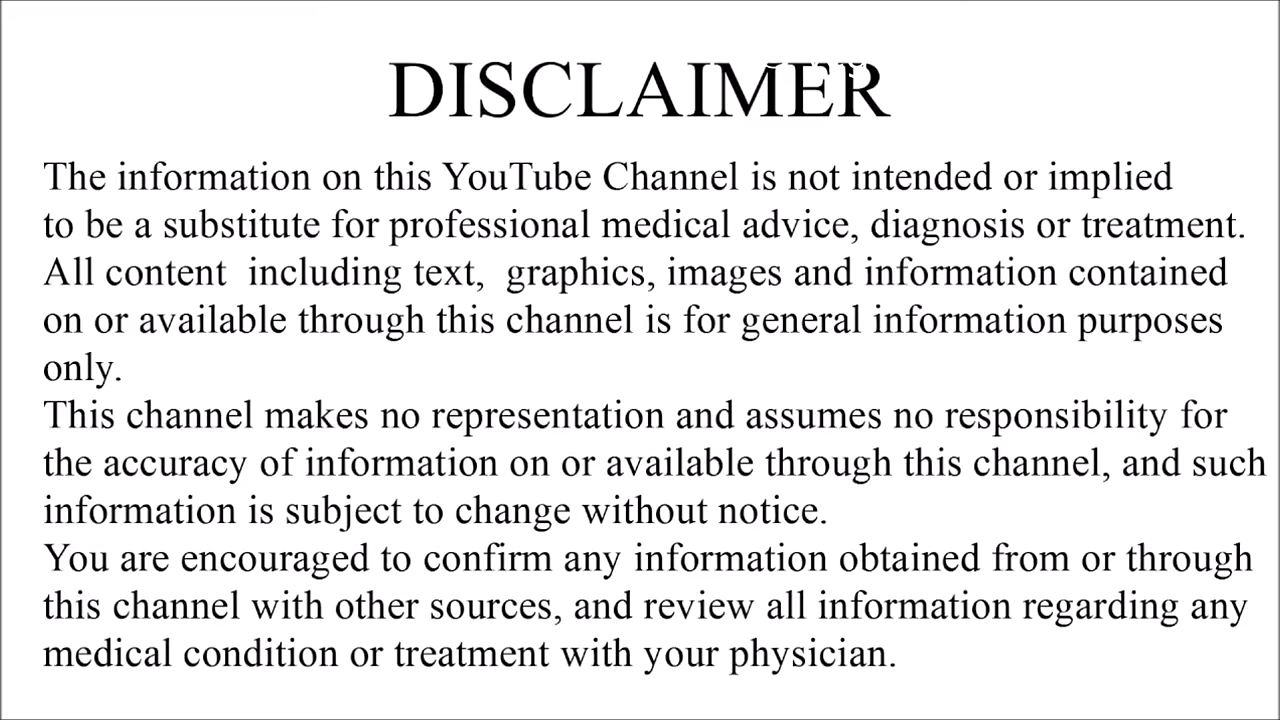 DISCLAIMER
The information on this YouTube Channel is not intended or implied
to be a substitute for professional medical advice, diagnosis or treatment.
All content  including text,  graphics, images and information contained
on or available through this channel is for general information purposes
only.
This channel makes no representation and assumes no responsibility for
the accuracy of information on or available through this channel, and such
information is subject to change without notice.
You are encouraged to confirm any information obtained from or through
this channel with other sources, and review all information regarding any
medical condition or treatment with your physician.